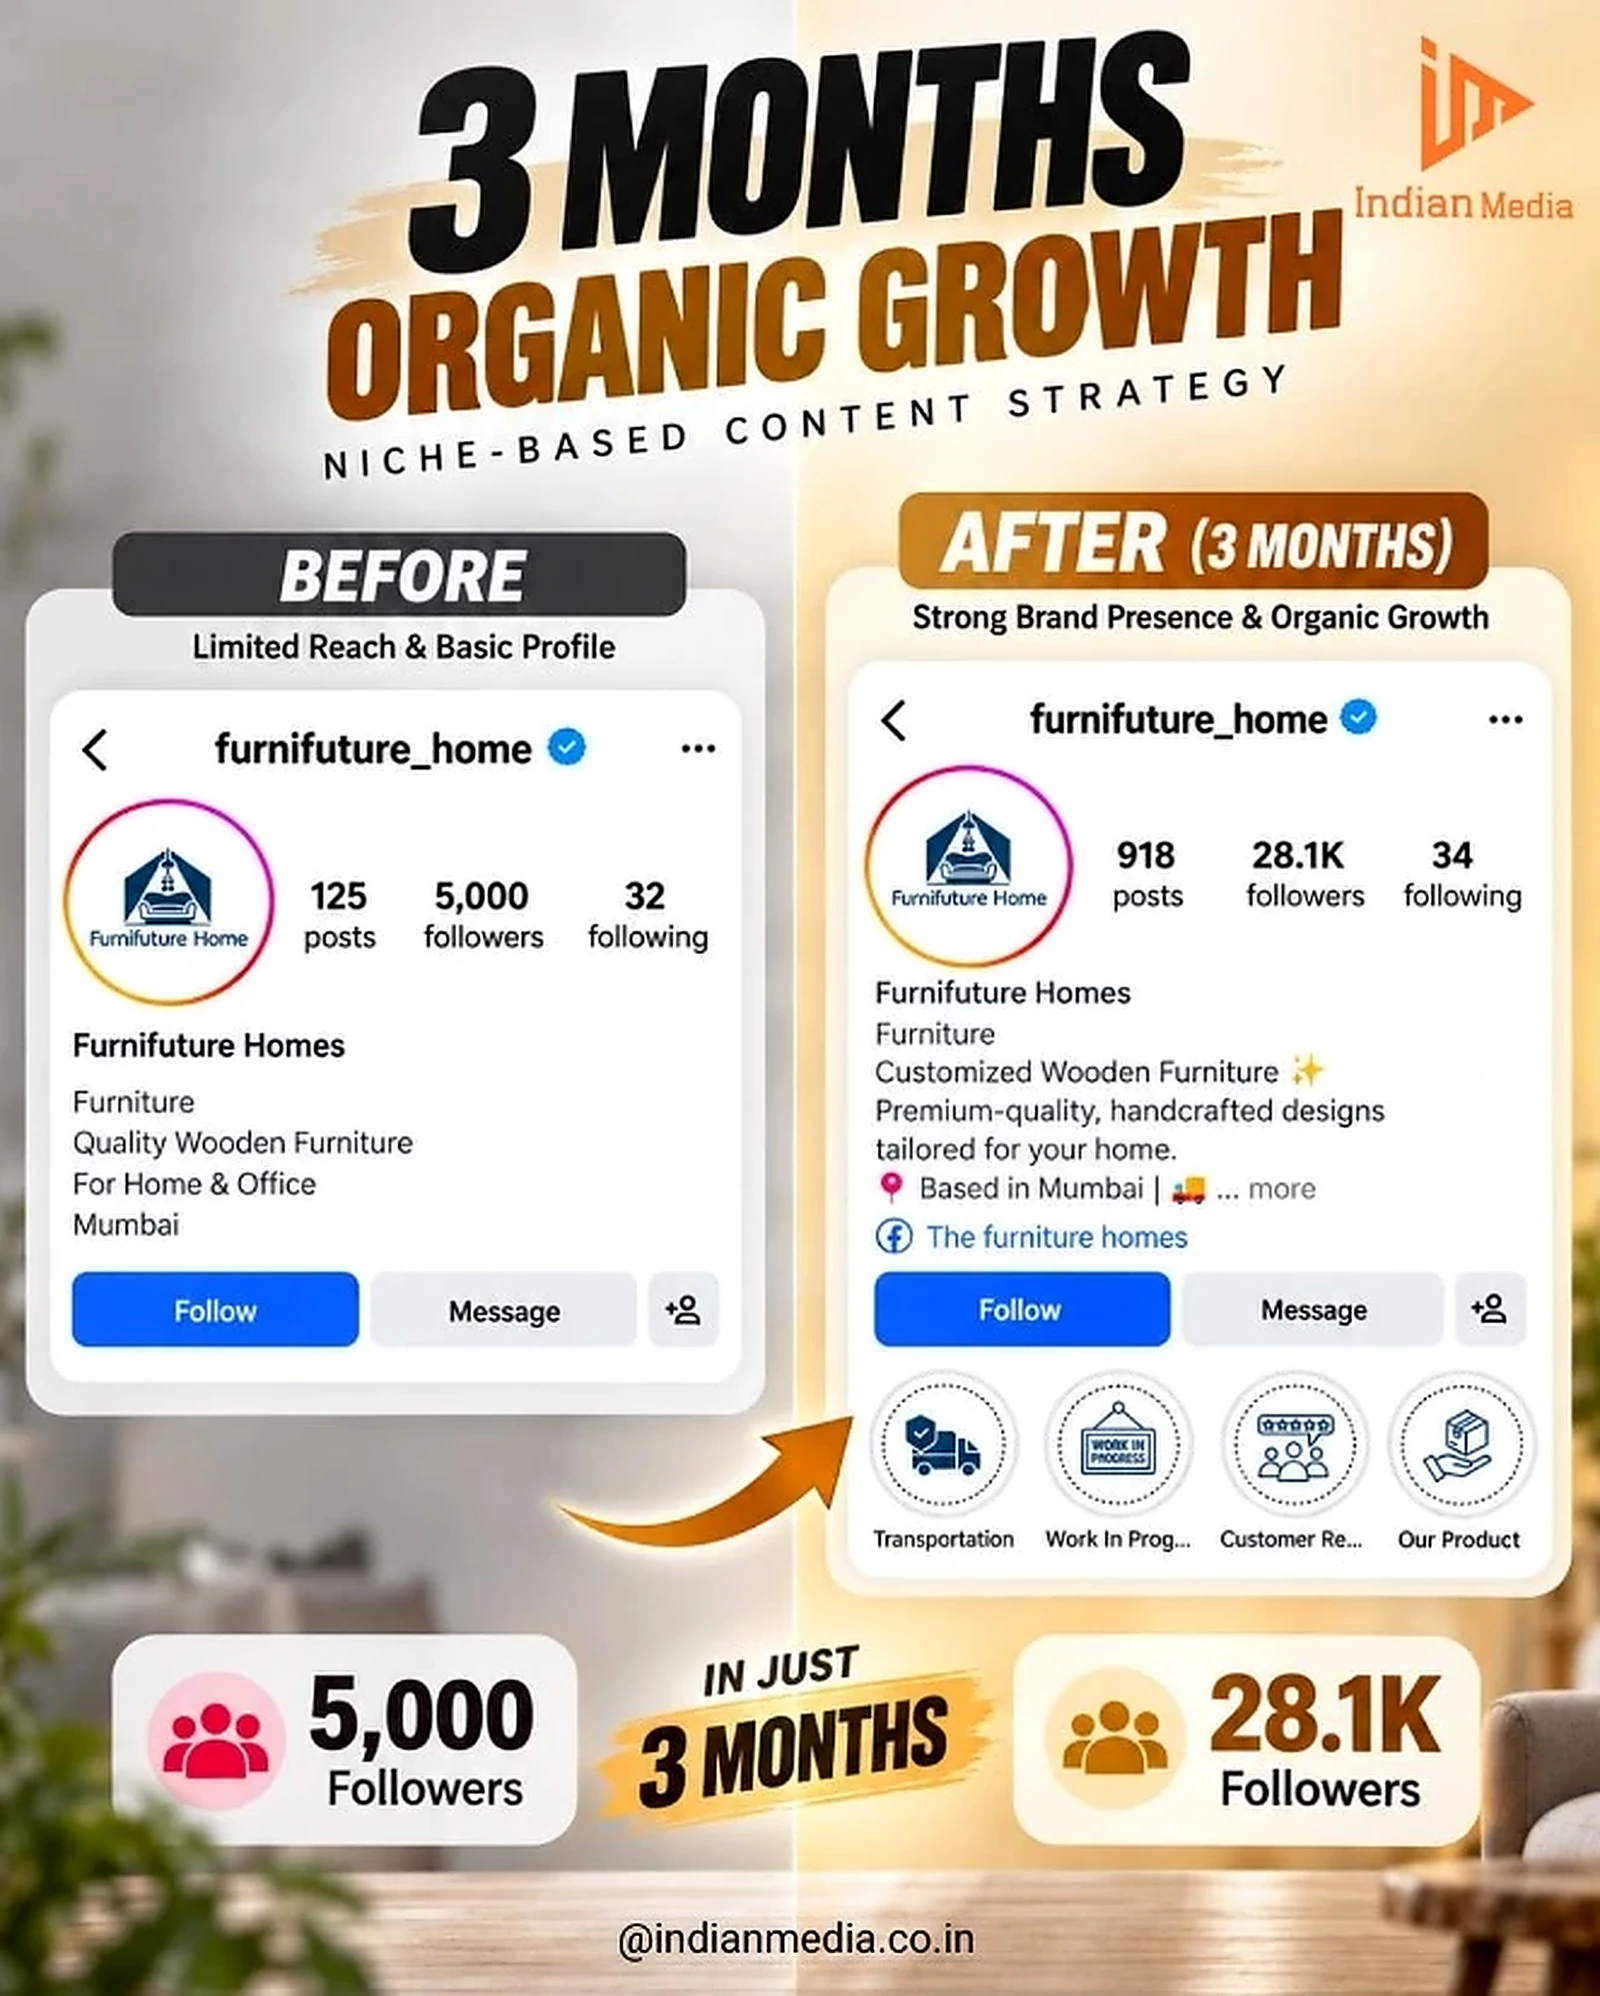 3 MONTHS
ORGANIC GROWTH
NICHE-BASED CONTENT STRATEGY
Indian Media
BEFORE
Limited Reach & Basic Profile
furnifuture_home
Furnifuture Home
125 posts
5,000 followers
32 following
Furnifuture Homes
Furniture
Quality Wooden Furniture
For Home & Office
Mumbai
Follow
Message
AFTER (3 MONTHS)
Strong Brand Presence & Organic Growth
furnifuture_home
Furnifuture Home
918 posts
28.1K followers
34 following
Furnifuture Homes
Furniture
Customized Wooden Furniture ✨
Premium-quality, handcrafted designs
tailored for your home.
📍 Based in Mumbai | 🚚 ... more
The furniture homes
Follow
Message
WORK IN
PROGRESS
Transportation
Work In Prog...
Customer Re...
Our Product
5,000
Followers
IN JUST
3 MONTHS
28.1K
Followers
@indianmedia.co.in